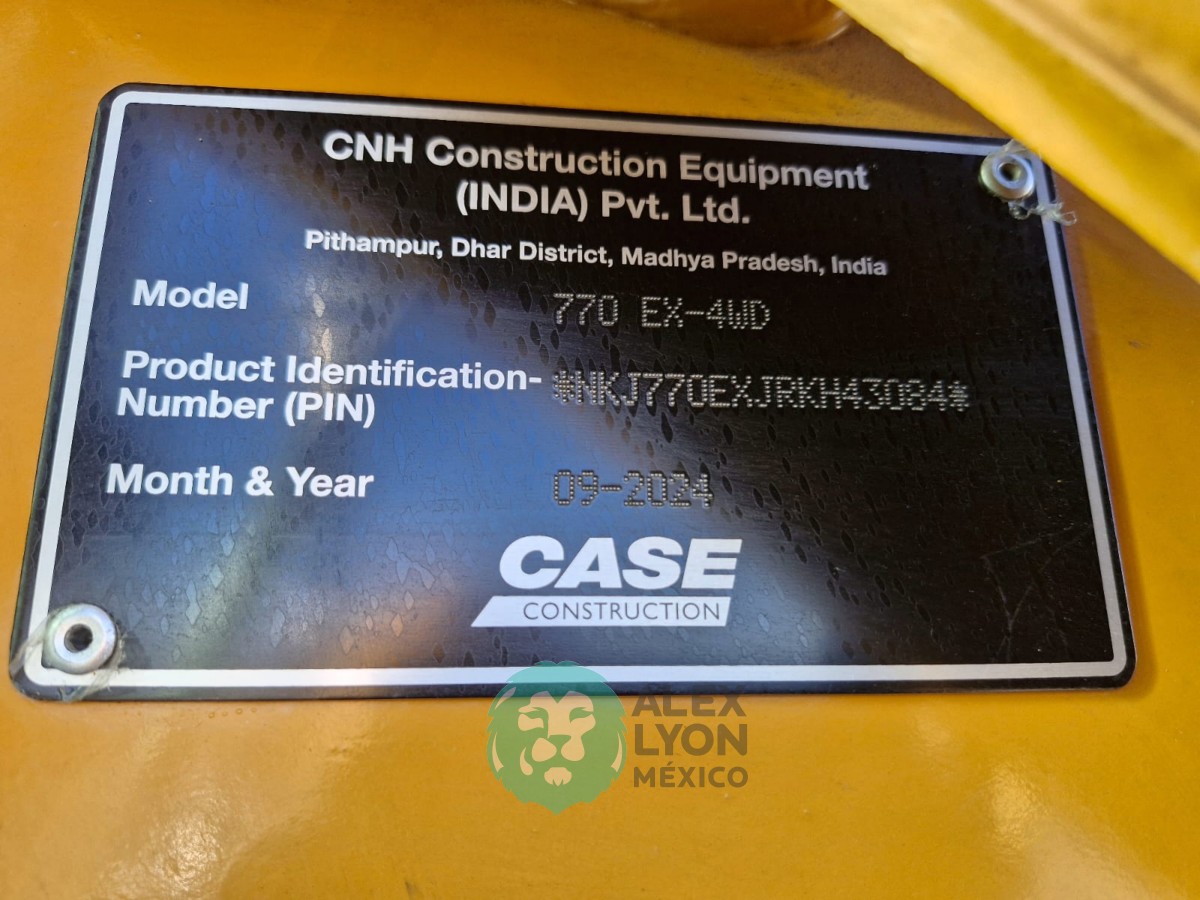 CNH Construction Equipment
(INDIA) Pvt. Ltd.
Pithampur, Dhar District, Madhya Pradesh, India
Model 770 EX-4WD
Product Identification- *NKJ770EXJRKH43084*
Number (PIN)
Month & Year 09-2024
CASE
CONSTRUCTION
ALEX
LYON
MÉXICO